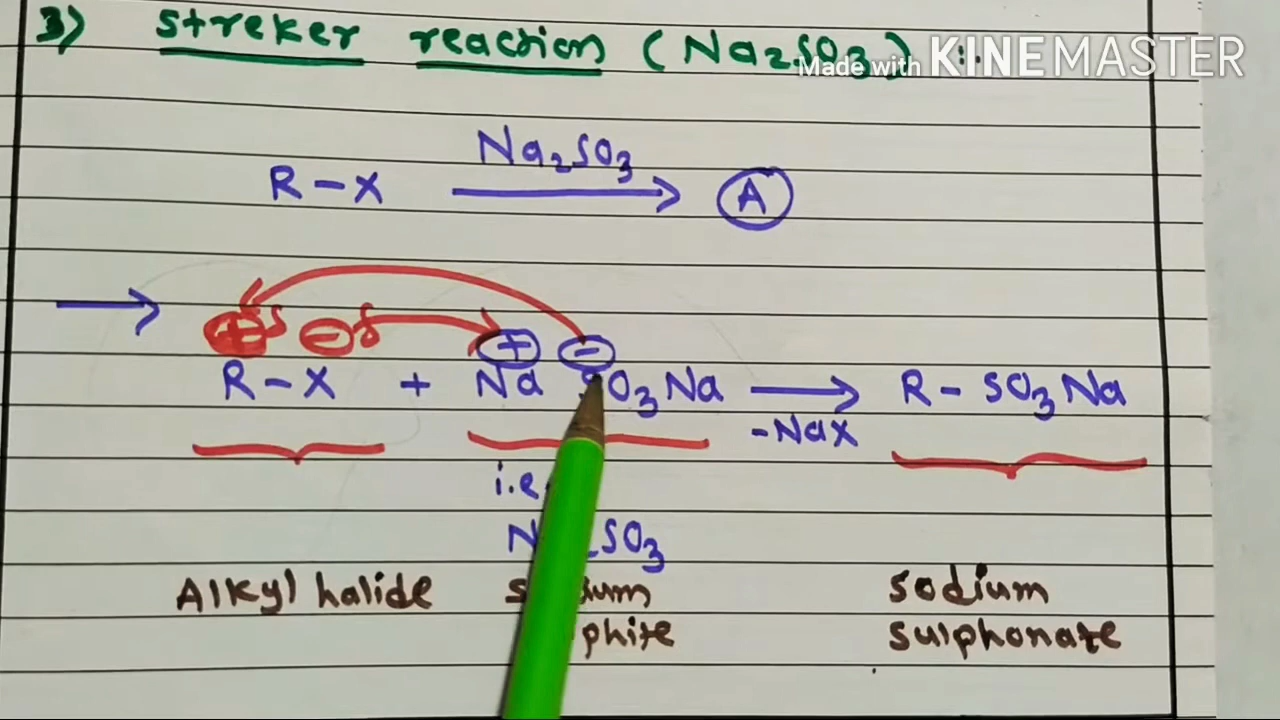 3) streker reaction (Na₂SO₃) :
Made with KINEMASTER
Na₂SO₃
R - X ⟶ A
⊕δ ⊖δ ⊕ ⊖
R - X + Na SO₃Na ⟶ R - SO₃Na
-NaX
i.e.
SO₃
Alkyl halide sodium
sulphonate